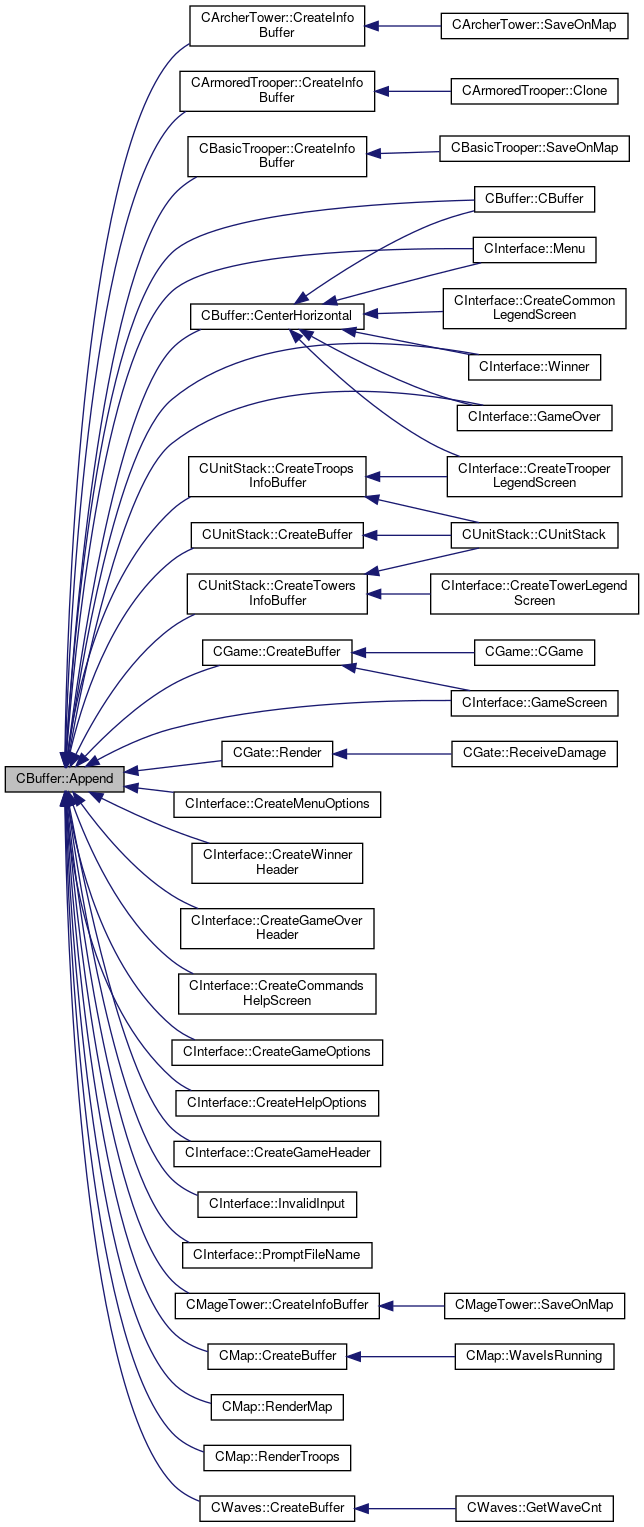 CArcherTower::CreateInfo
Buffer
CArcherTower::SaveOnMap
CArmoredTrooper::CreateInfo
Buffer
CArmoredTrooper::Clone
CBasicTrooper::CreateInfo
Buffer
CBasicTrooper::SaveOnMap
CBuffer::CBuffer
CInterface::Menu
CBuffer::CenterHorizontal
CInterface::CreateCommon
LegendScreen
CInterface::Winner
CInterface::GameOver
CUnitStack::CreateTroops
InfoBuffer
CInterface::CreateTrooper
LegendScreen
CUnitStack::CreateBuffer
CUnitStack::CUnitStack
CUnitStack::CreateTowers
InfoBuffer
CInterface::CreateTowerLegend
Screen
CGame::CreateBuffer
CGame::CGame
CInterface::GameScreen
CGate::Render
CGate::ReceiveDamage
CBuffer::Append
CInterface::CreateMenuOptions
CInterface::CreateWinner
Header
CInterface::CreateGameOver
Header
CInterface::CreateCommands
HelpScreen
CInterface::CreateGameOptions
CInterface::CreateHelpOptions
CInterface::CreateGameHeader
CInterface::InvalidInput
CInterface::PromptFileName
CMageTower::CreateInfoBuffer
CMageTower::SaveOnMap
CMap::CreateBuffer
CMap::WaveIsRunning
CMap::RenderMap
CMap::RenderTroops
CWaves::CreateBuffer
CWaves::GetWaveCnt